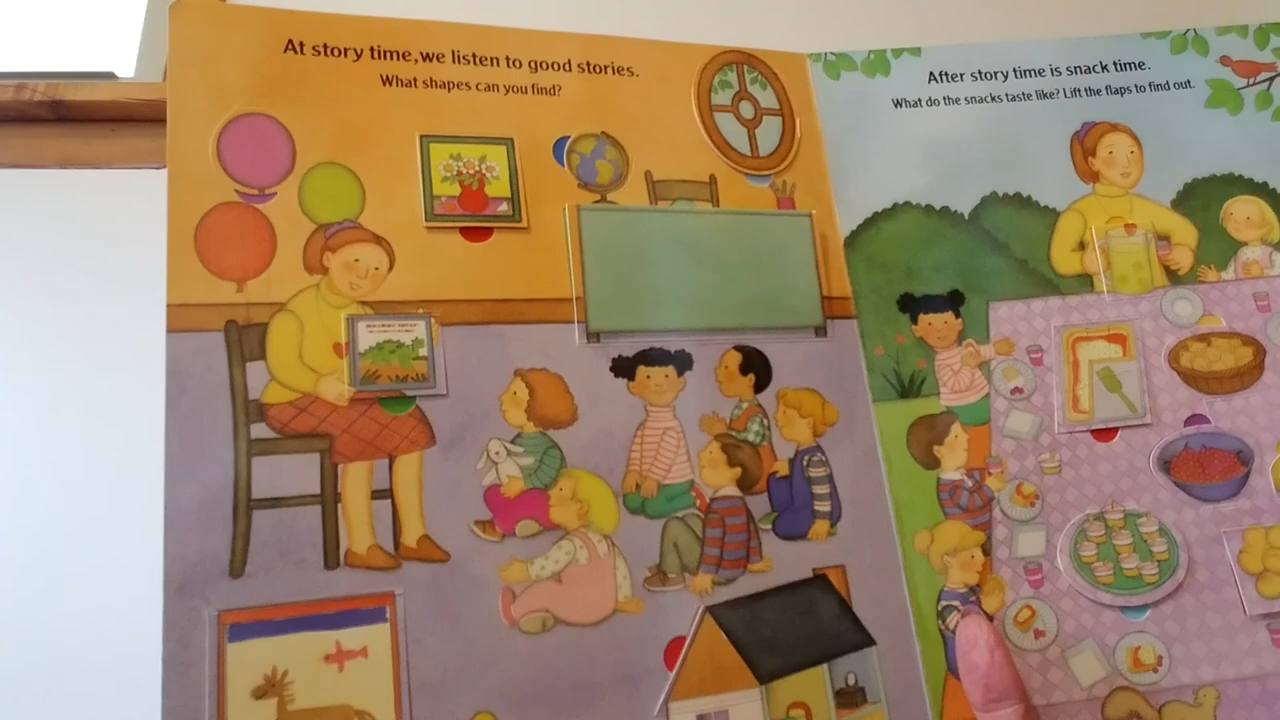 At story time,we listen to good stories.
What shapes can you find?
After story time is snack time.
What do the snacks taste like? Lift the flaps to find out.